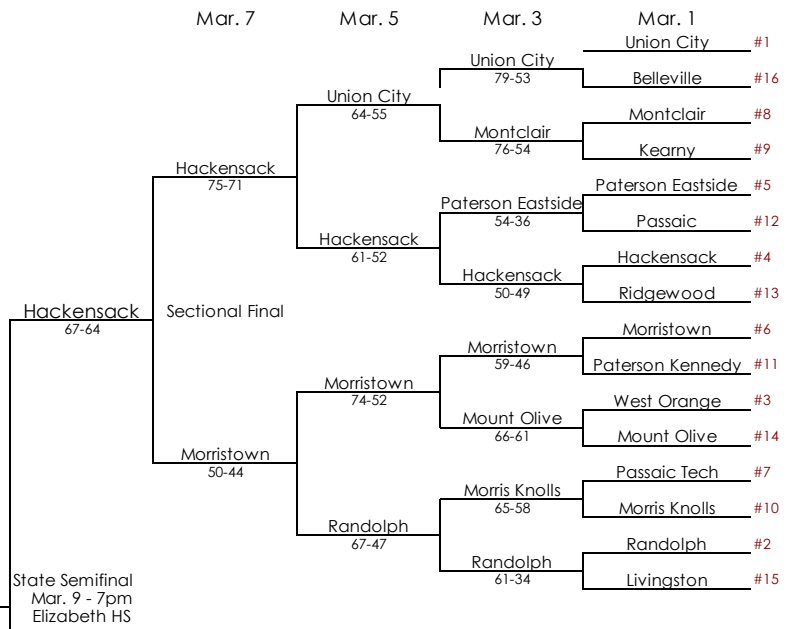 Mar. 7
Mar. 5
Mar. 3
Mar. 1
Union City #1
Union City
79-53
Belleville #16
Union City
64-55
Montclair #8
Montclair
76-54
Kearny #9
Hackensack
75-71
Paterson Eastside #5
Paterson Eastside
54-36
Passaic #12
Hackensack
61-52
Hackensack #4
Hackensack
50-49
Ridgewood #13
Hackensack
67-64
Sectional Final
Morristown #6
Morristown
59-46
Paterson Kennedy #11
Morristown
74-52
West Orange #3
Mount Olive
66-61
Mount Olive #14
Morristown
50-44
Passaic Tech #7
Morris Knolls
65-58
Morris Knolls #10
Randolph
67-47
Randolph #2
Randolph
61-34
Livingston #15
State Semifinal
Mar. 9 - 7pm
Elizabeth HS